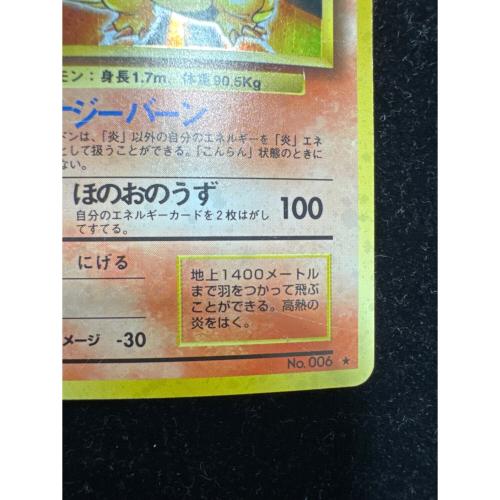 モン：身長1.7m, 体重90.5Kg
ージーバーン
ドンは、「炎」以外の自分のエネルギーを「炎」エネ
として扱うことができる。「こんらん」状態のときに
ない。
ほのおのうず 100
自分のエネルギーカードを2枚はがし
てすてる。
にげる
地上1400メートル
まで羽をつかって飛ぶ
ことができる。高熱の
炎をはく。
メージ -30
No. 006 ★